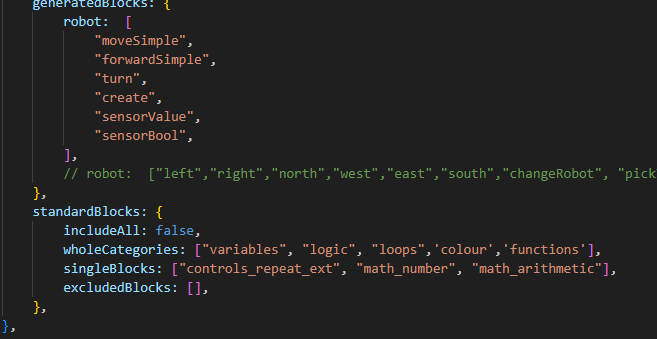 generatedBlocks: {
robot:  [
"moveSimple",
"forwardSimple",
"turn",
"create",
"sensorValue",
"sensorBool",
],
// robot:  ["left","right","north","west","east","south","changeRobot", "pick
},
standardBlocks: {
includeAll: false,
wholeCategories: ["variables", "logic", "loops",'colour','functions'],
singleBlocks: ["controls_repeat_ext", "math_number", "math_arithmetic"],
excludedBlocks: [],
},
},